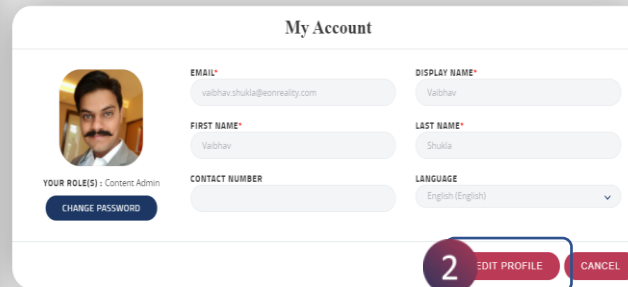 My Account
EMAIL* DISPLAY NAME*
vaibhav.shukla@eonreality.com Vaibhav
FIRST NAME* LAST NAME*
Vaibhav Shukla
YOUR ROLE(S) : Content Admin CONTACT NUMBER LANGUAGE
English (English)
CHANGE PASSWORD
2 EDIT PROFILE CANCEL